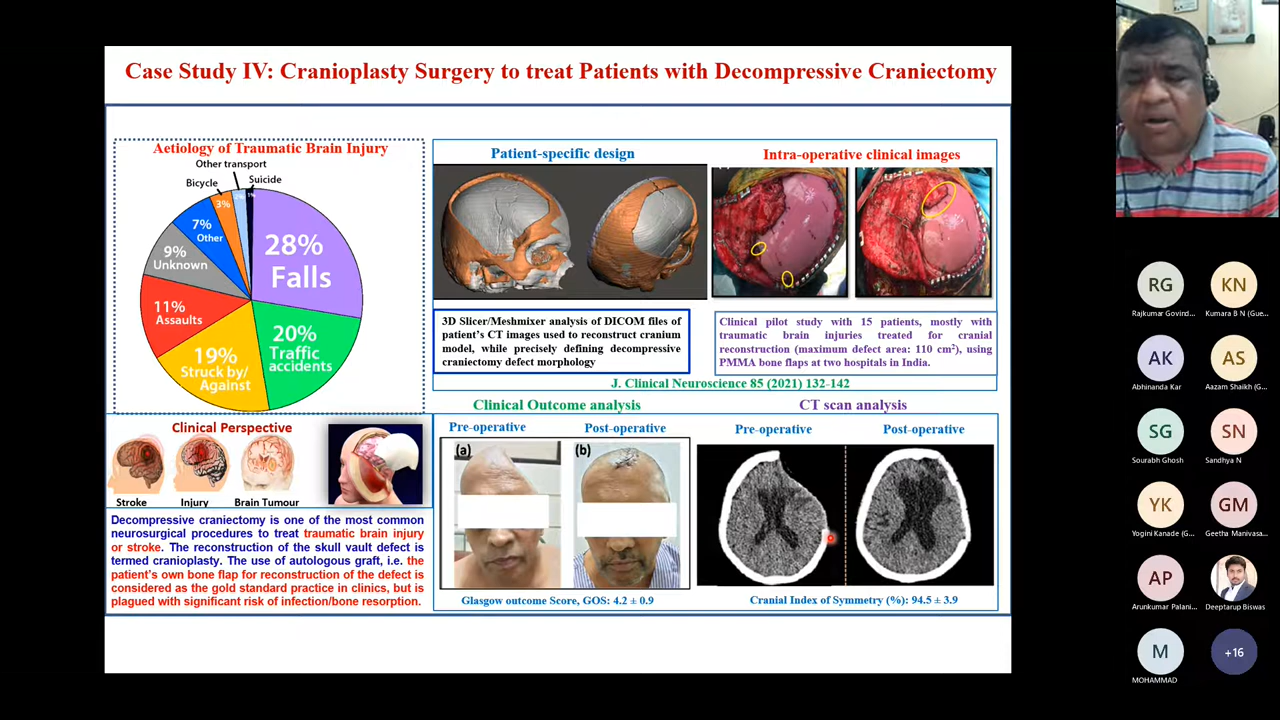 Case Study IV: Cranioplasty Surgery to treat Patients with Decompressive Craniectomy
Aetiology of Traumatic Brain Injury
Other transport
Bicycle
Suicide
3%
1%
7%
Other
28%
Falls
9%
Unknown
11%
Assaults
20%
Traffic
accidents
19%
Struck by/
Against
Patient-specific design
Intra-operative clinical images
3D Slicer/Meshmixer analysis of DICOM files of
patient's CT images used to reconstruct cranium
model, while precisely defining decompressive
craniectomy defect morphology
Clinical pilot study with 15 patients, mostly with
traumatic brain injuries treated for cranial
reconstruction (maximum defect area: 110 cm²), using
PMMA bone flaps at two hospitals in India.
J. Clinical Neuroscience 85 (2021) 132-142
Clinical Perspective
Stroke
Injury
Brain Tumour
Decompressive craniectomy is one of the most common
neurosurgical procedures to treat traumatic brain injury
or stroke. The reconstruction of the skull vault defect is
termed cranioplasty. The use of autologous graft, i.e. the
patient's own bone flap for reconstruction of the defect is
considered as the gold standard practice in clinics, but is
plagued with significant risk of infection/bone resorption.
Clinical Outcome analysis
Pre-operative
Post-operative
(a)
(b)
Glasgow outcome Score, GOS: 4.2 ± 0.9
CT scan analysis
Pre-operative
Post-operative
Cranial Index of Symmetry (%): 94.5 ± 3.9
RG
Rajkumar Govind...
KN
Kumara B N (Gue...
AK
Abhinanda Kar
AS
Aazam Shaikh (G...
SG
Sourabh Ghosh
SN
Sandhya N
YK
Yogini Kanade (G...
GM
Geetha Manivasa...
AP
Arunkumar Palani...
Deeptarup Biswas
M
MOHAMMAD
+16